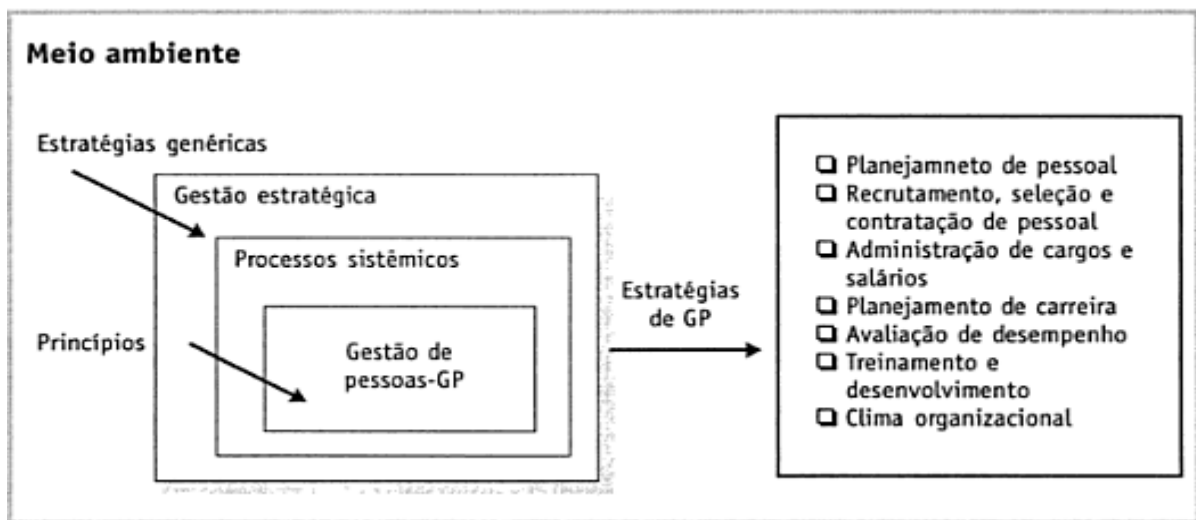 Meio ambiente
Estratégias genéricas
Gestão estratégica
Processos sistêmicos
Princípios
Gestão de
pessoas-GP
Estratégias
de GP
❑ Planejamneto de pessoal
❑ Recrutamento, seleção e
contratação de pessoal
❑ Administração de cargos e
salários
❑ Planejamento de carreira
❑ Avaliação de desempenho
❑ Treinamento e
desenvolvimento
❑ Clima organizacional